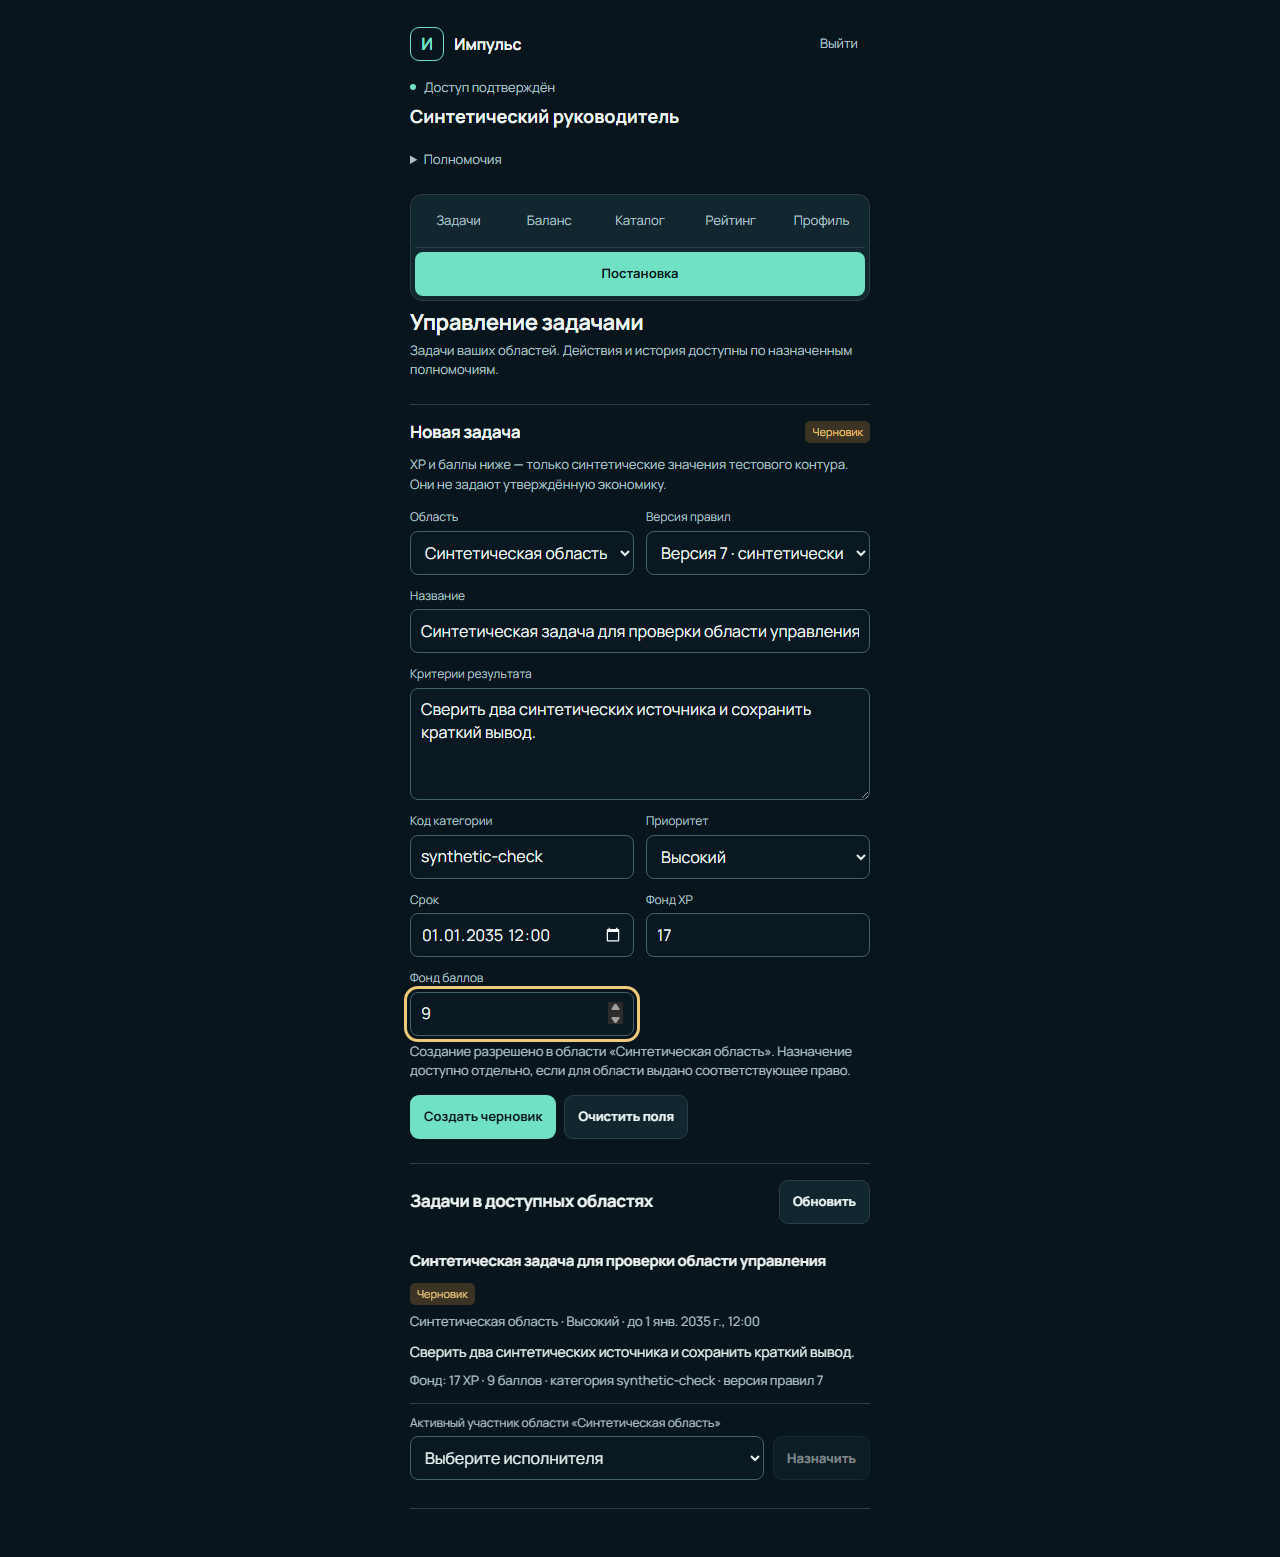 И Импульс
Выйти
Доступ подтверждён
Синтетический руководитель
Полномочия
Задачи Баланс Каталог Рейтинг Профиль
Постановка
Управление задачами
Задачи ваших областей. Действия и история доступны по назначенным
полномочиям.
Новая задача
Черновик
XP и баллы ниже — только синтетические значения тестового контура.
Они не задают утверждённую экономику.
Область Версия правил
Синтетическая область Версия 7 · синтетически
Название
Синтетическая задача для проверки области управления
Критерии результата
Сверить два синтетических источника и сохранить
краткий вывод.
Код категории Приоритет
synthetic-check Высокий
Срок Фонд XP
01.01.2035 12:00 17
Фонд баллов
9
Создание разрешено в области «Синтетическая область». Назначение
доступно отдельно, если для области выдано соответствующее право.
Создать черновик Очистить поля
Задачи в доступных областях
Обновить
Синтетическая задача для проверки области управления
Черновик
Синтетическая область · Высокий · до 1 янв. 2035 г., 12:00
Сверить два синтетических источника и сохранить краткий вывод.
Фонд: 17 XP · 9 баллов · категория synthetic-check · версия правил 7
Активный участник области «Синтетическая область»
Выберите исполнителя Назначить